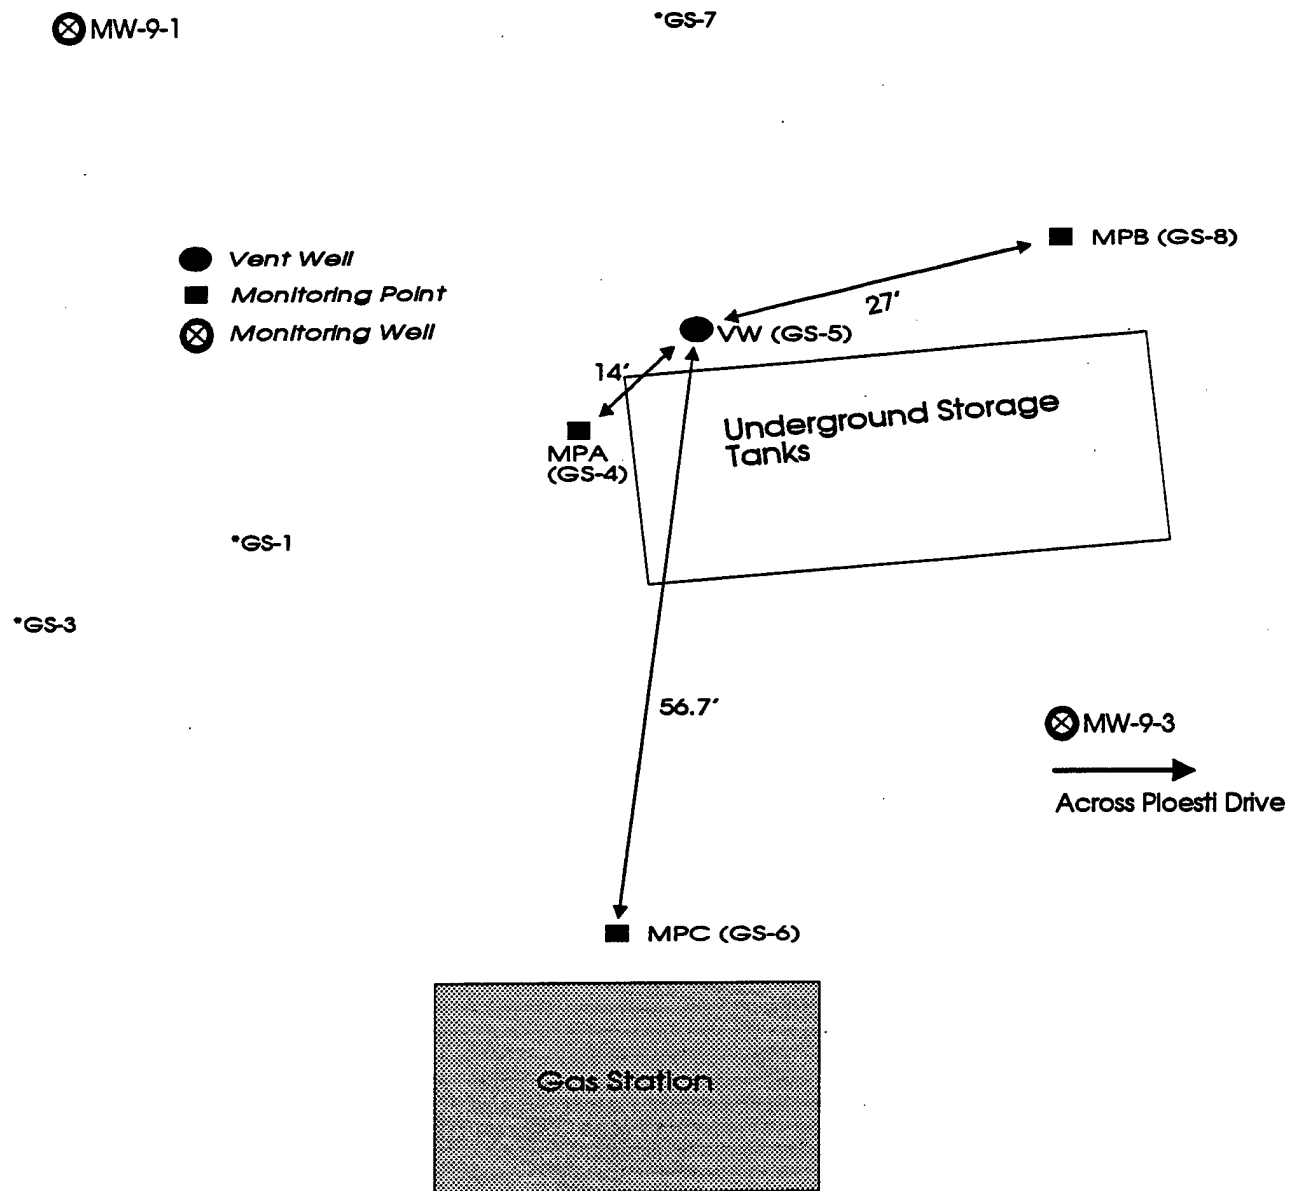 MW-9-1
*GS-7
Vent Well
Monitoring Point
Monitoring Well
MPB (GS-8)
27'
VW (GS-5)
14'
Underground Storage
Tanks
MPA
(GS-4)
*GS-1
*GS-3
56.7'
MW-9-3
Across Ploesti Drive
MPC (GS-6)
Gas Station